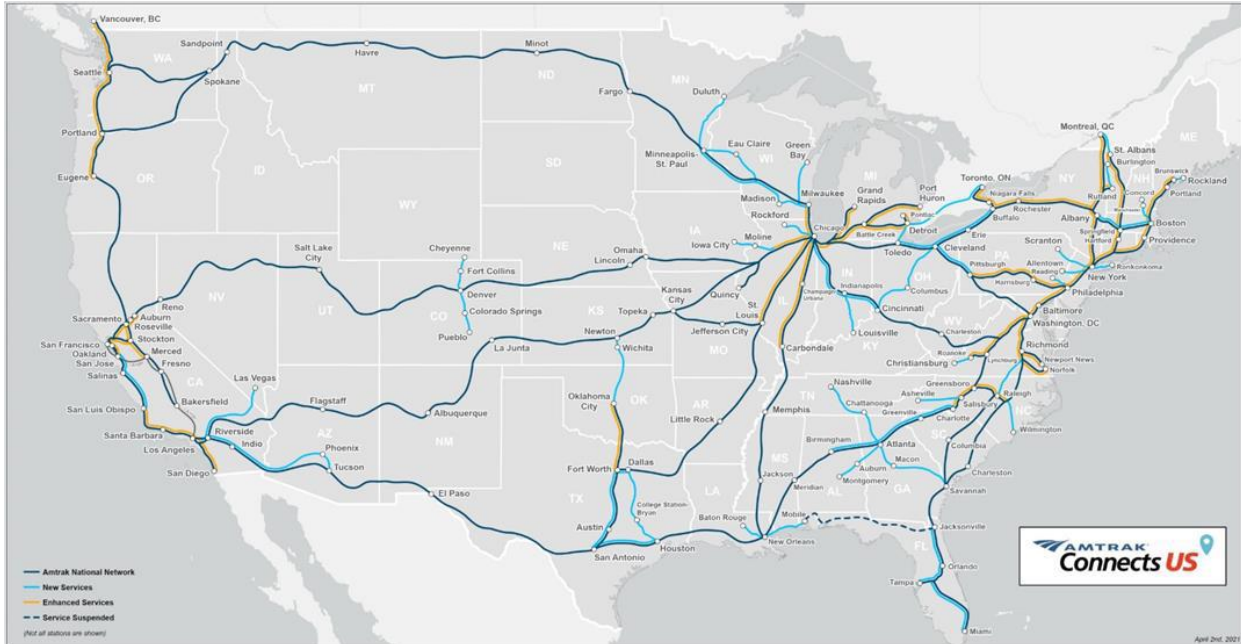 Vancouver, BC
Sandpoint
Havre
Minot
WA
Seattle
Spokane
MT
ND
MN
Duluth
Fargo
Portland
Eugene
OR
ID
SD
WY
Minneapolis-
St. Paul
Eau Claire
Green
Bay
WI
MI
Milwaukee
Grand
Rapids
Port
Huron
Madison
Rockford
Chicago
Pontiac
Battle Creek
Detroit
Toledo
Moline
Iowa City
IA
Toronto, ON
Niagara Falls
Rochester
Buffalo
Erie
Cleveland
Montreal, QC
St. Albans
Burlington
ME
NY
NH
Brunswick
Rockland
Concord
Portland
Rutland
Albany
Boston
Springfield
Hartford
Providence
Scranton
Allentown
Reading
Ronkonkoma
New York
Pittsburgh
PA
Harrisburg
Philadelphia
Baltimore
Washington, DC
Salt Lake
City
Cheyenne
Fort Collins
Denver
Colorado Springs
CO
Pueblo
NE
Omaha
Lincoln
Kansas
City
Quincy
St.
Louis
IL
IN
Champaign-
Urbana
Indianapolis
OH
Columbus
Cincinnati
Louisville
KY
WV
Charleston
Reno
NV
UT
Sacramento
Auburn
Roseville
Stockton
San Francisco
Oakland
San Jose
Merced
Fresno
Salinas
CA
Las Vegas
San Luis Obispo
Bakersfield
Santa Barbara
Los Angeles
Riverside
Indio
San Diego
KS
Topeka
Newton
Wichita
La Junta
Jefferson City
MO
Carbondale
Richmond
Newport News
Norfolk
Roanoke
Lynchburg
Christiansburg
Flagstaff
Albuquerque
AZ
NM
Phoenix
Tucson
El Paso
Oklahoma
City
OK
AR
Little Rock
Memphis
Nashville
TN
Chattanooga
Greensboro
Asheville
Greenville
Salisbury
Raleigh
NC
Charlotte
Wilmington
Birmingham
Atlanta
SC
Columbia
Charleston
Fort Worth
Dallas
TX
MS
Jackson
Meridian
AL
Auburn
Montgomery
Macon
GA
Savannah
College Station-
Bryan
LA
Baton Rouge
Mobile
New Orleans
Austin
San Antonio
Houston
Jacksonville
FL
Orlando
Tampa
Miami
AMTRAK
Connects US
Amtrak National Network
New Services
Enhanced Services
Service Suspended
(Not all stations are shown)
April 2nd, 2021